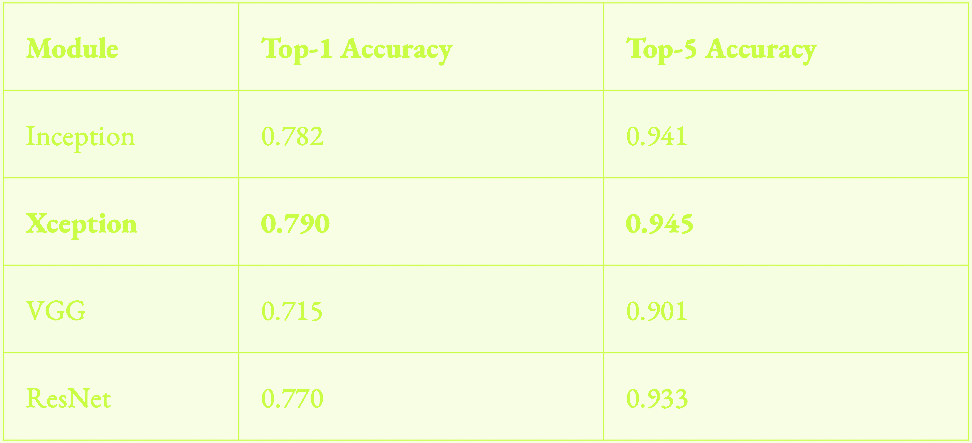 Module Top-1 Accuracy Top-5 Accuracy
Inception 0.782 0.941
Xception 0.790 0.945
VGG 0.715 0.901
ResNet 0.770 0.933